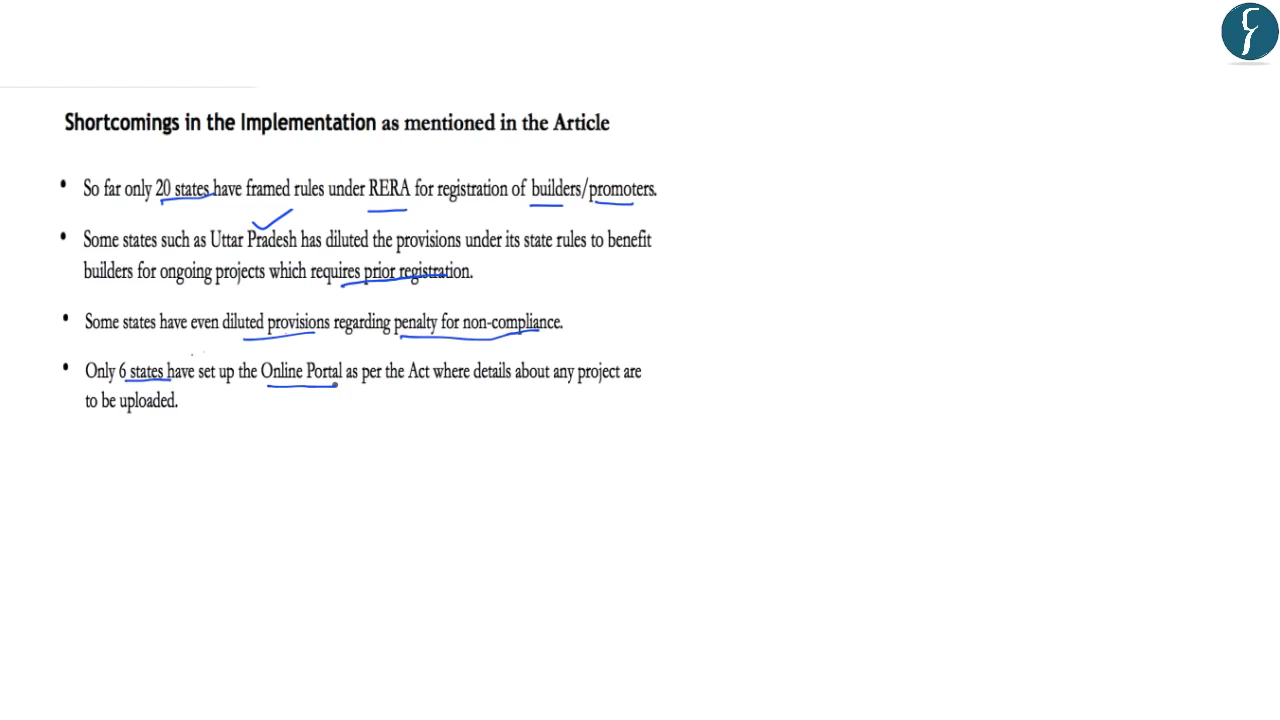 Shortcomings in the Implementation as mentioned in the Article
• So far only 20 states have framed rules under RERA for registration of builders/promoters.
• Some states such as Uttar Pradesh has diluted the provisions under its state rules to benefit
builders for ongoing projects which requires prior registration.
• Some states have even diluted provisions regarding penalty for non-compliance.
• Only 6 states have set up the Online Portal as per the Act where details about any project are
to be uploaded.